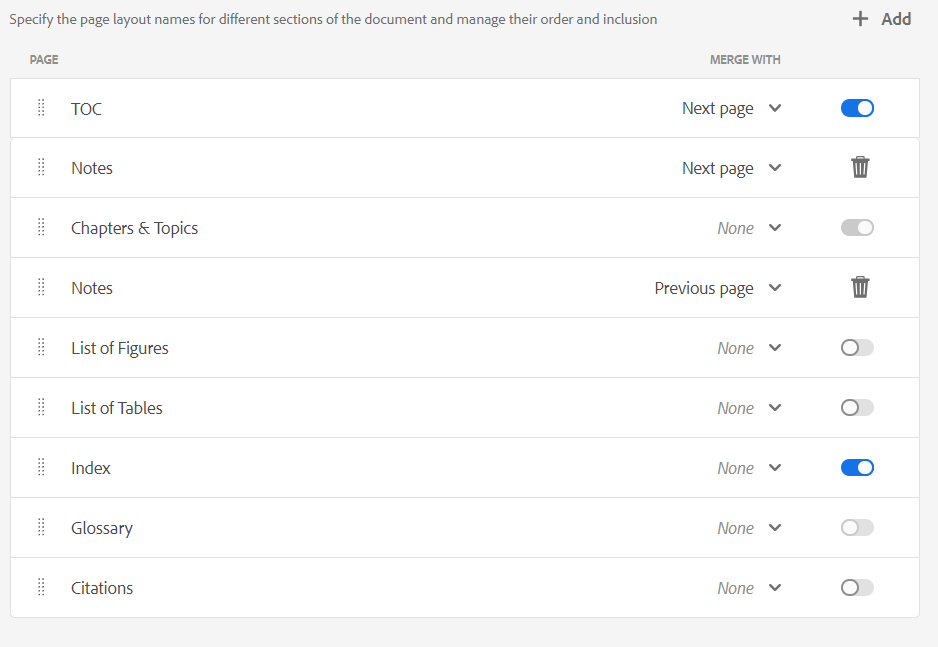 Specify the page layout names for different sections of the document and manage their order and inclusion
Add
PAGE MERGE WITH
TOC Next page
Notes Next page
Chapters & Topics None
Notes Previous page
List of Figures None
List of Tables None
Index None
Glossary None
Citations None